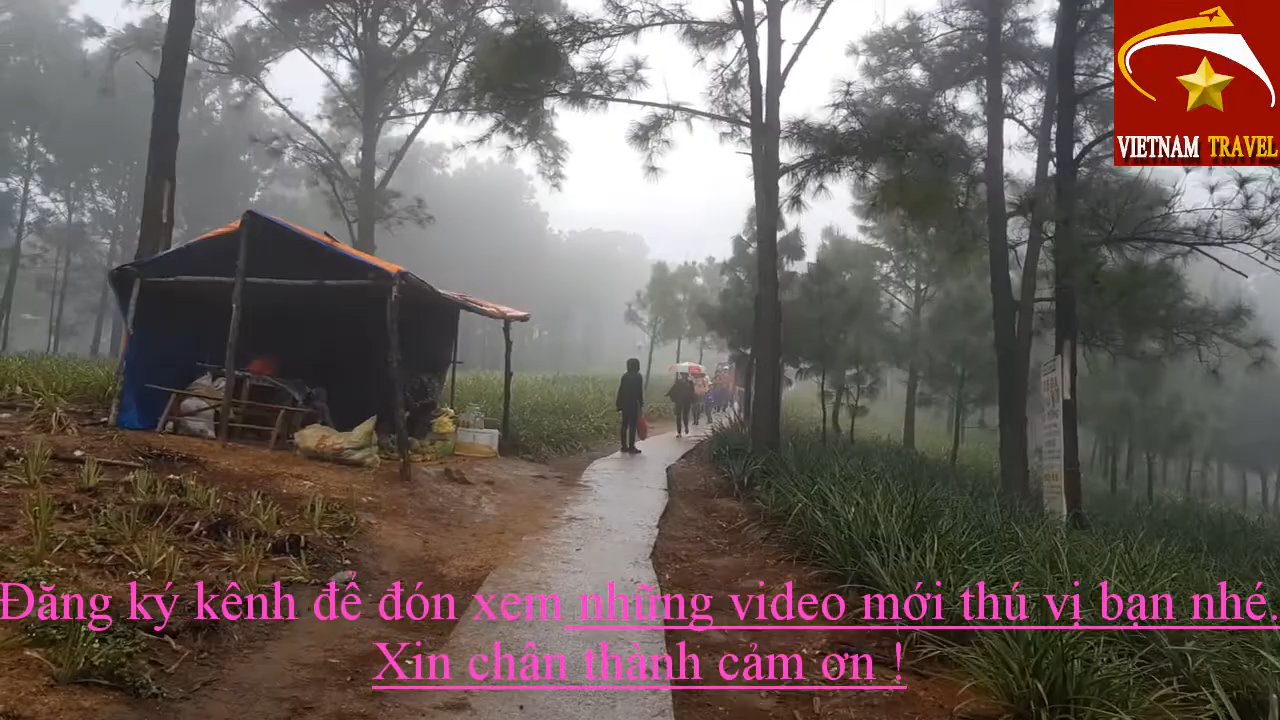 VIETNAM TRAVEL
Đăng ký kênh để đón xem những video mới thú vị bạn nhé.
Xin chân thành cảm ơn !